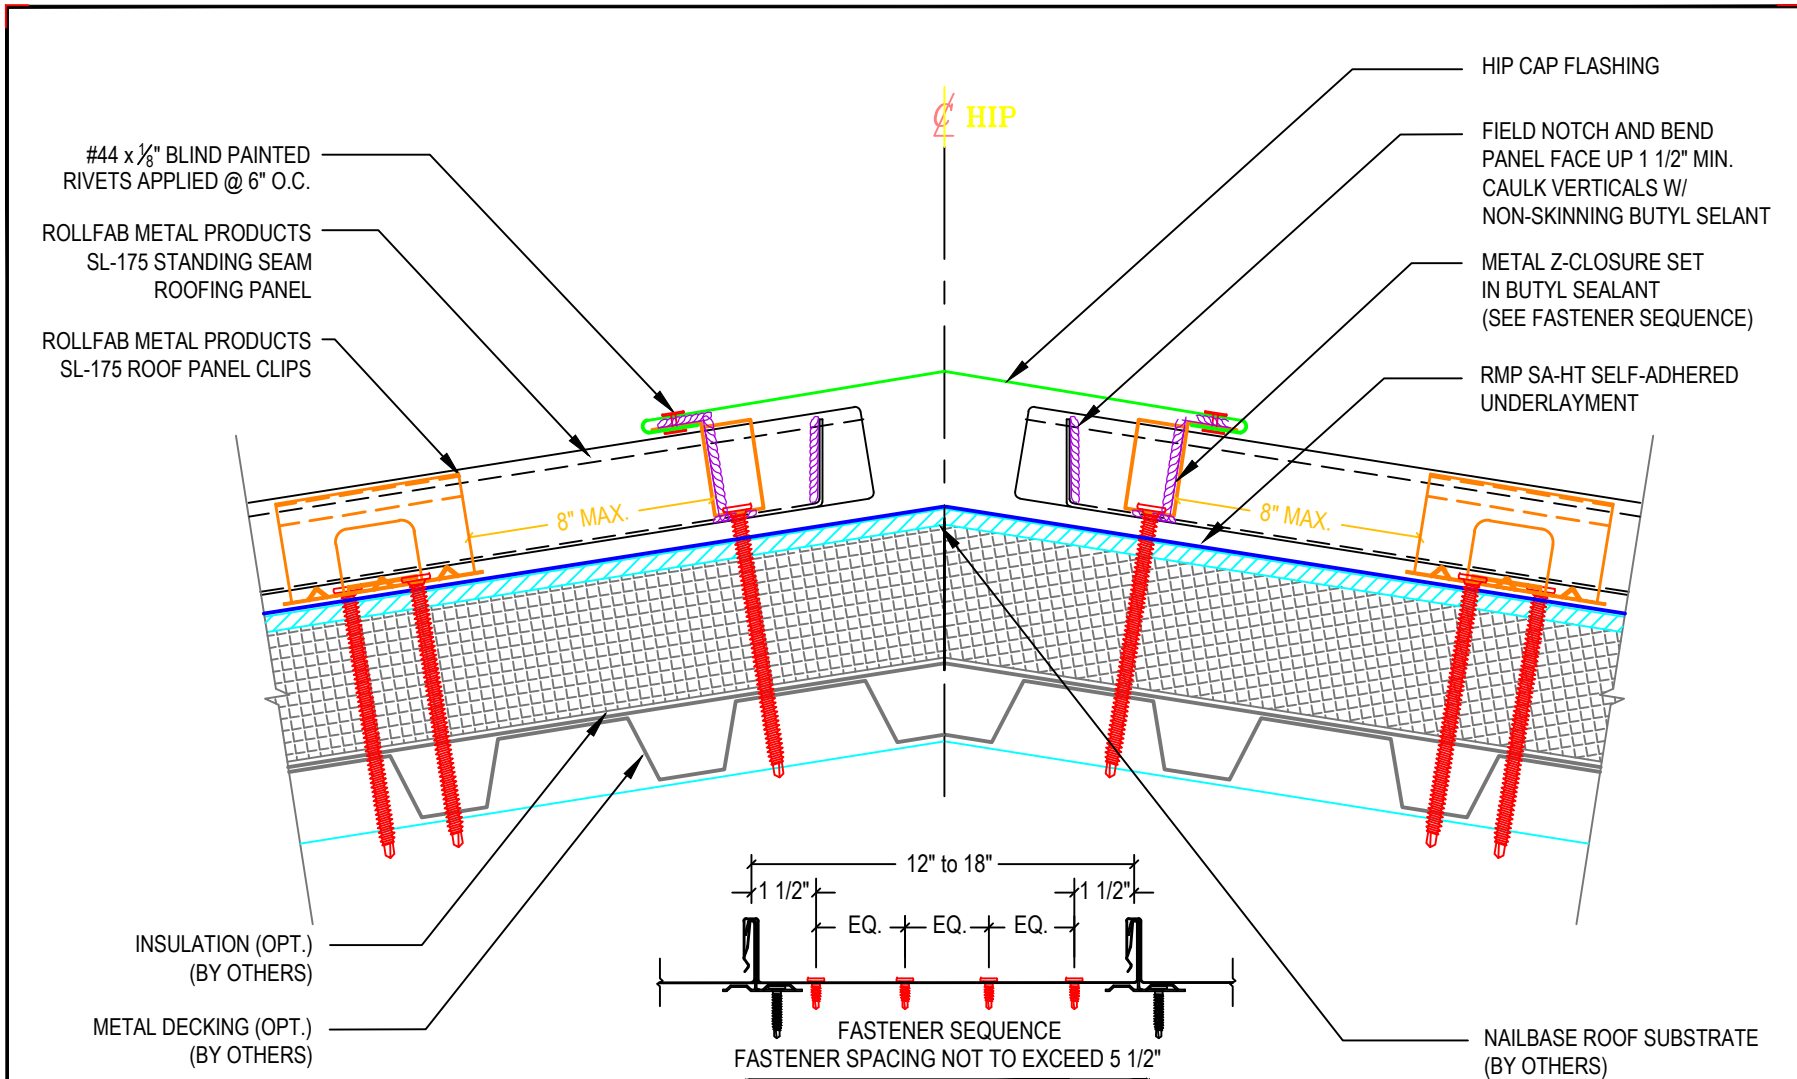 ℄ HIP
#44 x ⅛" BLIND PAINTED
RIVETS APPLIED @ 6" O.C.
ROLLFAB METAL PRODUCTS
SL-175 STANDING SEAM
ROOFING PANEL
ROLLFAB METAL PRODUCTS
SL-175 ROOF PANEL CLIPS
HIP CAP FLASHING
FIELD NOTCH AND BEND
PANEL FACE UP 1 1/2" MIN.
CAULK VERTICALS W/
NON-SKINNING BUTYL SELANT
METAL Z-CLOSURE SET
IN BUTYL SEALANT
(SEE FASTENER SEQUENCE)
RMP SA-HT SELF-ADHERED
UNDERLAYMENT
8" MAX.
8" MAX.
INSULATION (OPT.)
(BY OTHERS)
METAL DECKING (OPT.)
(BY OTHERS)
12" to 18"
1 1/2"
1 1/2"
EQ.
EQ.
EQ.
FASTENER SEQUENCE
FASTENER SPACING NOT TO EXCEED 5 1/2"
NAILBASE ROOF SUBSTRATE
(BY OTHERS)